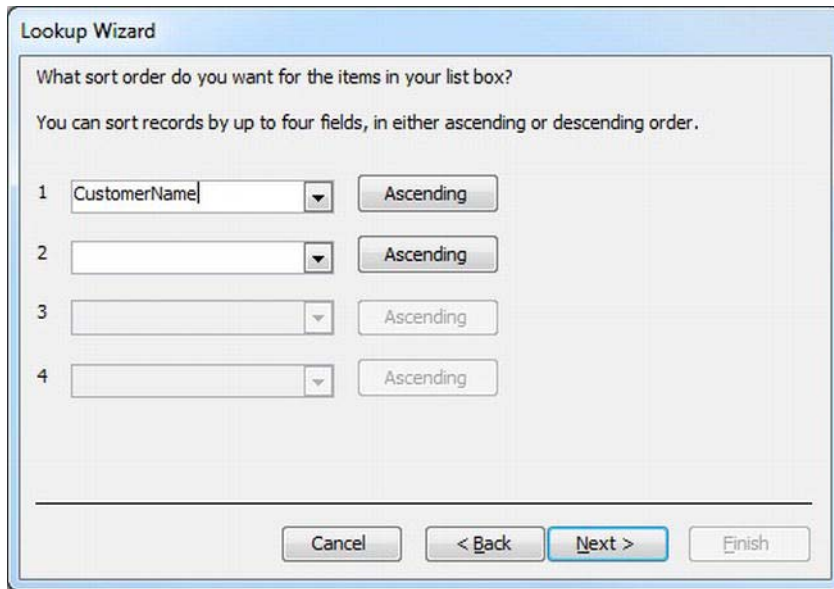 Lookup Wizard
What sort order do you want for the items in your list box?
You can sort records by up to four fields, in either ascending or descending order.
1 CustomerName Ascending
2 Ascending
3 Ascending
4 Ascending
Cancel < Back Next > Finish